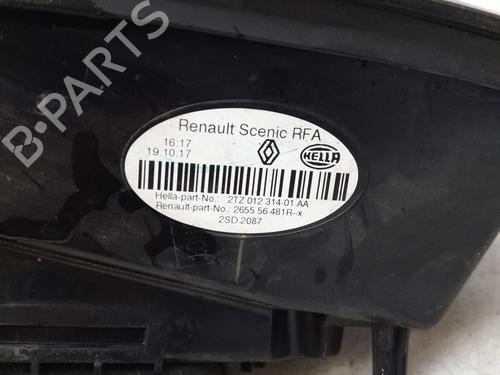 Renault Scenic RFA
16:17
19.10.17
HELLA
Hella-part-No.: 2TZ 012 314-01 AA
Renault-part-No.: 2655 56 481R--x
2SD.2087